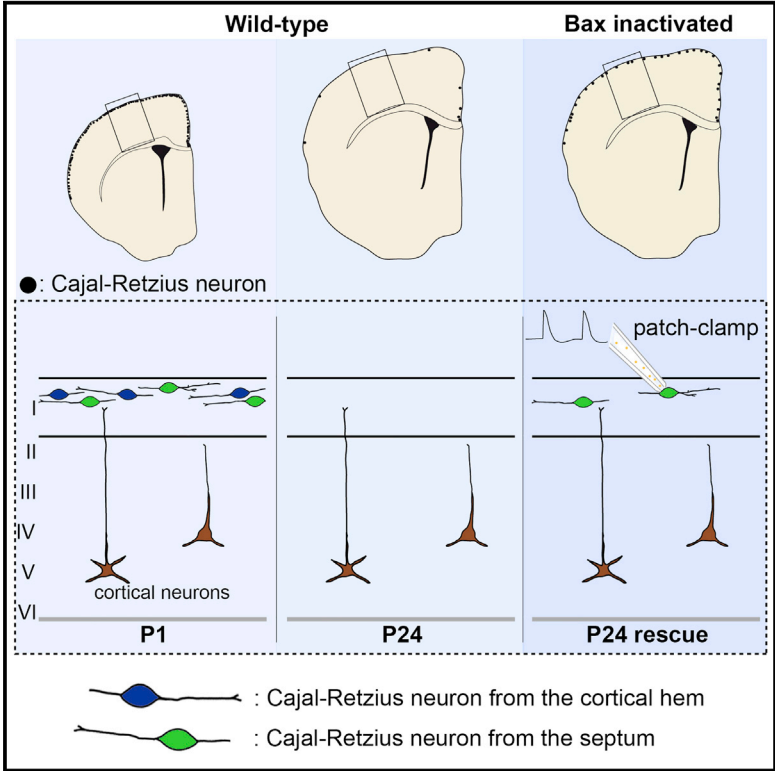 Wild-type
Bax inactivated
●: Cajal-Retzius neuron
patch-clamp
I
II
III
IV
V
VI
cortical neurons
P1
P24
P24 rescue
: Cajal-Retzius neuron from the cortical hem
: Cajal-Retzius neuron from the septum